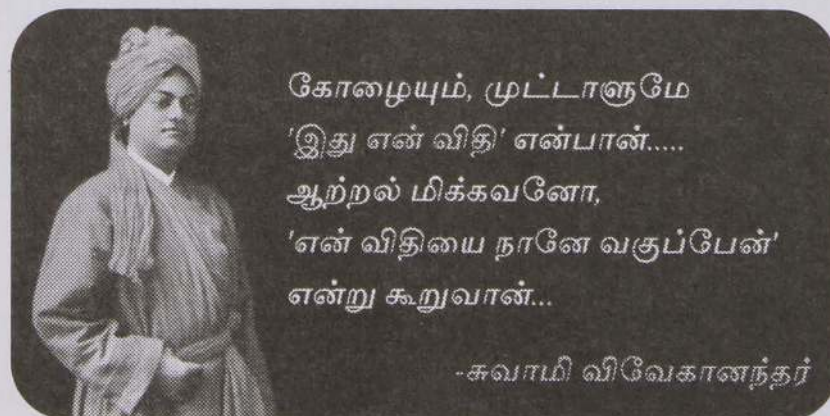 கோழையும், முட்டாளுமே
'இது என் விதி' என்பான்.....
ஆற்றல் மிக்கவனோ,
'என் விதியை நானே வகுப்பேன்'
என்று கூறுவான்...
-சுவாமி விவேகானந்தர்